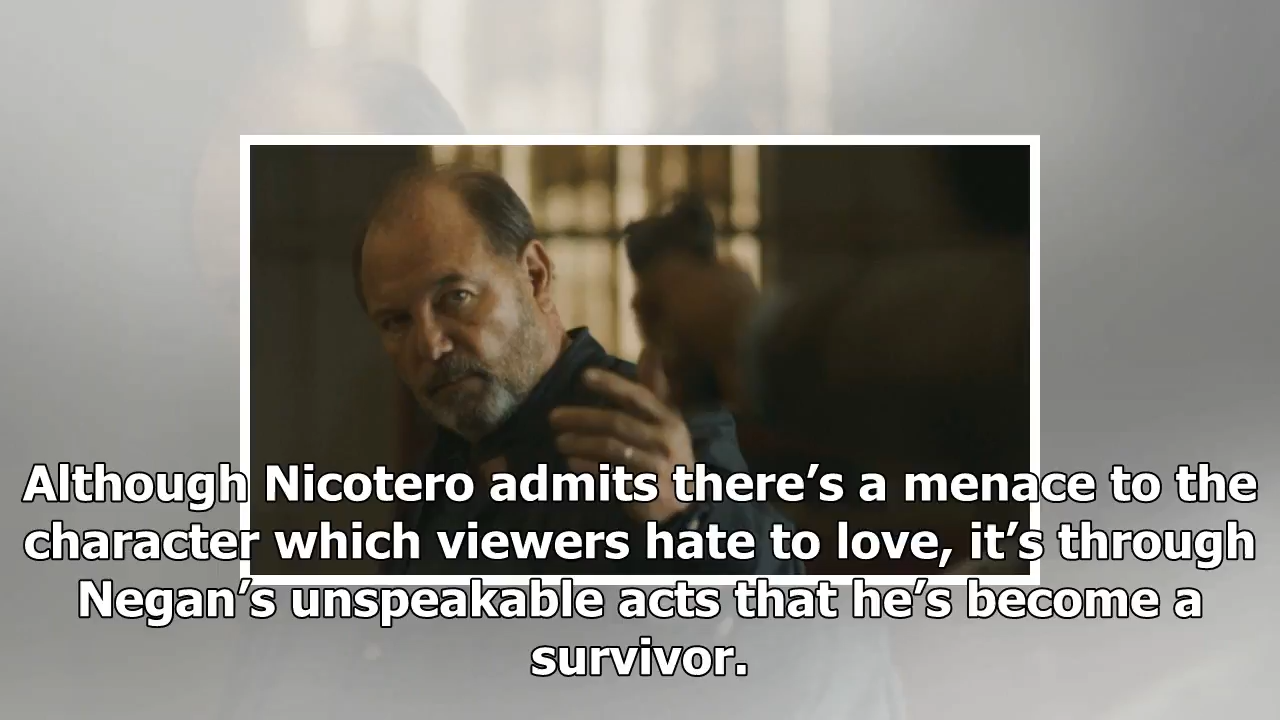 Although Nicotero admits there’s a menace to the
character which viewers hate to love, it’s through
Negan’s unspeakable acts that he’s become a
survivor.